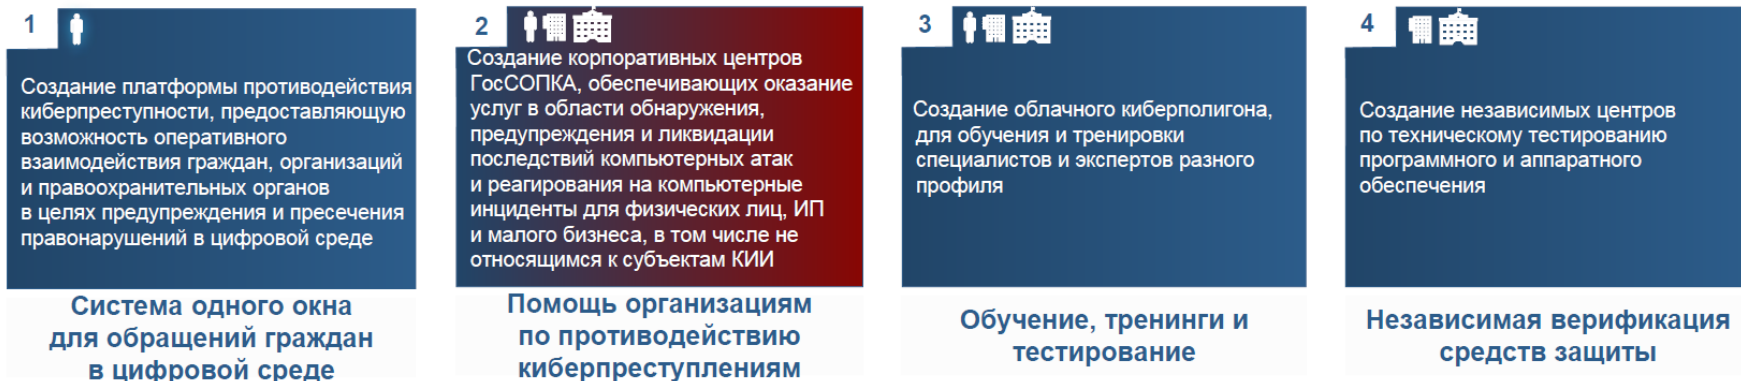 1
Создание платформы противодействия
киберпреступности, предоставляющую
возможность оперативного
взаимодействия граждан, организаций
и правоохранительных органов
в целях предупреждения и пресечения
правонарушений в цифровой среде
Система одного окна
для обращений граждан
в цифровой среде
2
Создание корпоративных центров
ГосСОПКА, обеспечивающих оказание
услуг в области обнаружения,
предупреждения и ликвидации
последствий компьютерных атак
и реагирования на компьютерные
инциденты для физических лиц, ИП
и малого бизнеса, в том числе не
относящимся к субъектам КИИ
Помощь организациям
по противодействию
киберпреступлениям
3
Создание облачного киберполигона,
для обучения и тренировки
специалистов и экспертов разного
профиля
Обучение, тренинги и
тестирование
4
Создание независимых центров
по техническому тестированию
программного и аппаратного
обеспечения
Независимая верификация
средств защиты